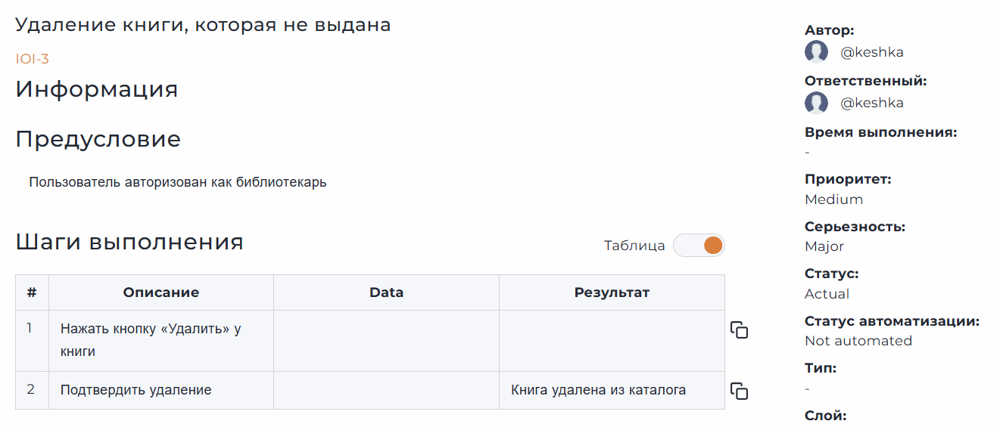 Удаление книги, которая не выдана
IOI-3
Информация
Предусловие
Пользователь авторизован как библиотекарь
Шаги выполнения
Таблица
# Описание Data Результат
1 Нажать кнопку «Удалить» у
книги
2 Подтвердить удаление Книга удалена из каталога
Автор:
@keshka
Ответственный:
@keshka
Время выполнения:
-
Приоритет:
Medium
Серьезность:
Major
Статус:
Actual
Статус автоматизации:
Not automated
Тип:
-
Слой: